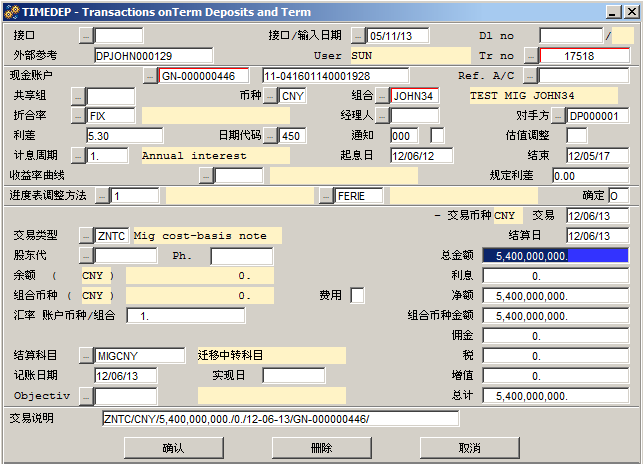 TIMEDEP - Transactions onTerm Deposits and Term
接口 ... 接口/输入日期 ... 05/11/13 Dl no /
外部参考 DPJOHN000129 User SUN Tr no ... 17518
现金账户 ... GN-000000446 11-041601140001928 Ref. A/C ...
共享组 ... 币种 ... CNY 组合 ... JOHN34 TEST MIG JOHN34
折合率 ... FIX 经理人 ... 对手方 ... DP000001
利差 5.30 日期代码 ... 450 通知 000 估值调整
计息周期 ... 1. Annual interest 起息日 12/06/12 结束 12/05/17
收益率曲线 ... 规定利差 0.00
进度表调整方法 ... 1 ... FERIE 确定 O
- 交易币种 CNY 交易 12/06/13
交易类型 ... ZNTC Mig cost-basis note 结算日 12/06/13
股东代 ... Ph. 总金额 5,400,000,000.
余额 ( CNY ) 0. 利息 0.
组合币种 ( CNY ) 0. 费用 净额 5,400,000,000.
汇率 账户币种/组合 1. 组合币种金额 5,400,000,000.
佣金 0.
结算科目 ... MIGCNY 迁移中转科目 税 0.
记账日期 12/06/13 实现日 增值 0.
Objectiv ... 总计 5,400,000,000.
交易说明 ZNTC/CNY/5,400,000,000./0./12-06-13/GN-000000446/
确认 删除 取消